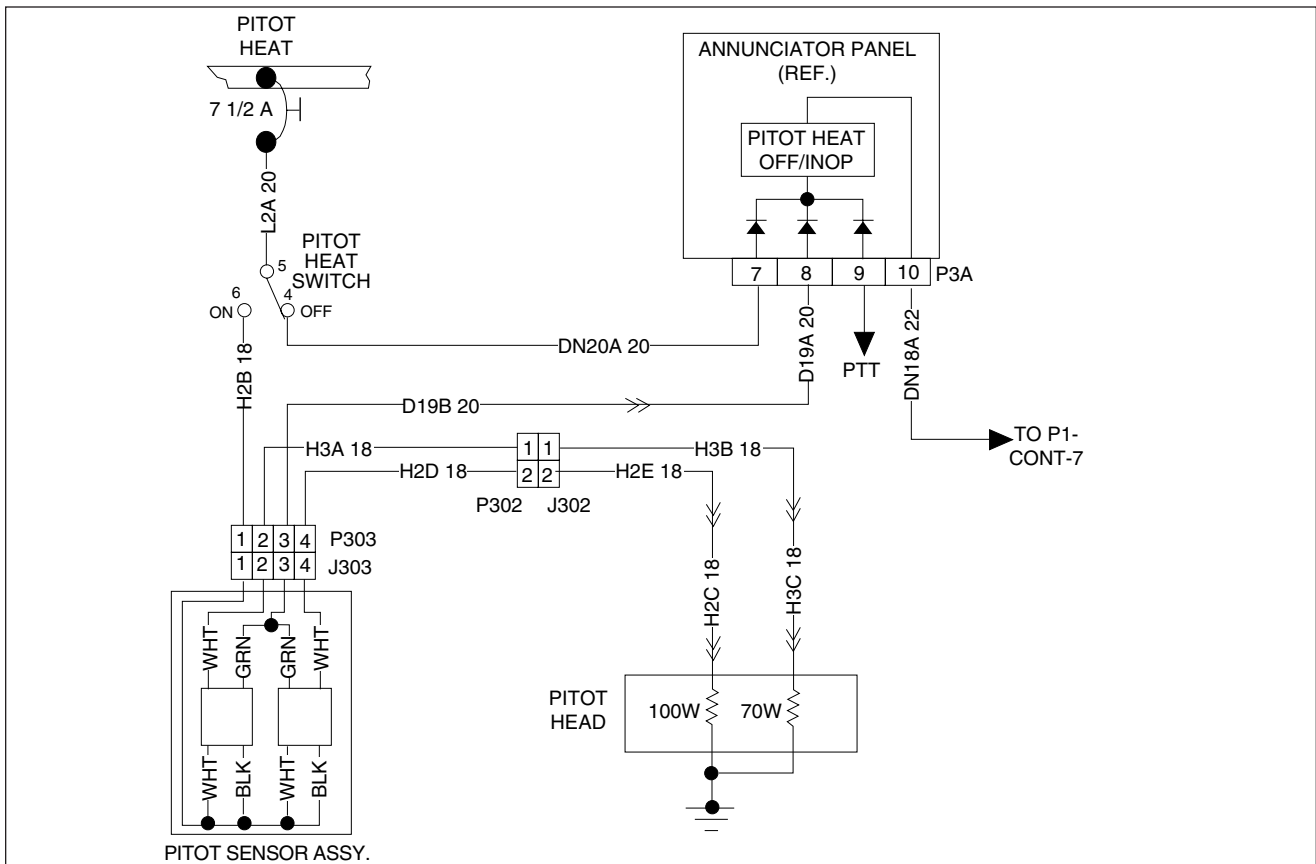 PITOT
HEAT
7 1/2 A
L2A 20
PITOT
HEAT
SWITCH
5
6
4
ON
OFF
H2B 18
ANNUNCIATOR PANEL
(REF.)
PITOT HEAT
OFF/INOP
7 8 9 10 P3A
DN20A 20
D19A 20
PTT
DN18A 22
TO P1-
CONT-7
D19B 20
H3A 18
1 1
H3B 18
H2D 18
2 2
H2E 18
P302 J302
1 2 3 4 P303
1 2 3 4 J303
WHT
GRN
GRN
WHT
WHT
BLK
WHT
BLK
PITOT SENSOR ASSY.
H2C 18
H3C 18
PITOT
HEAD
100W
70W